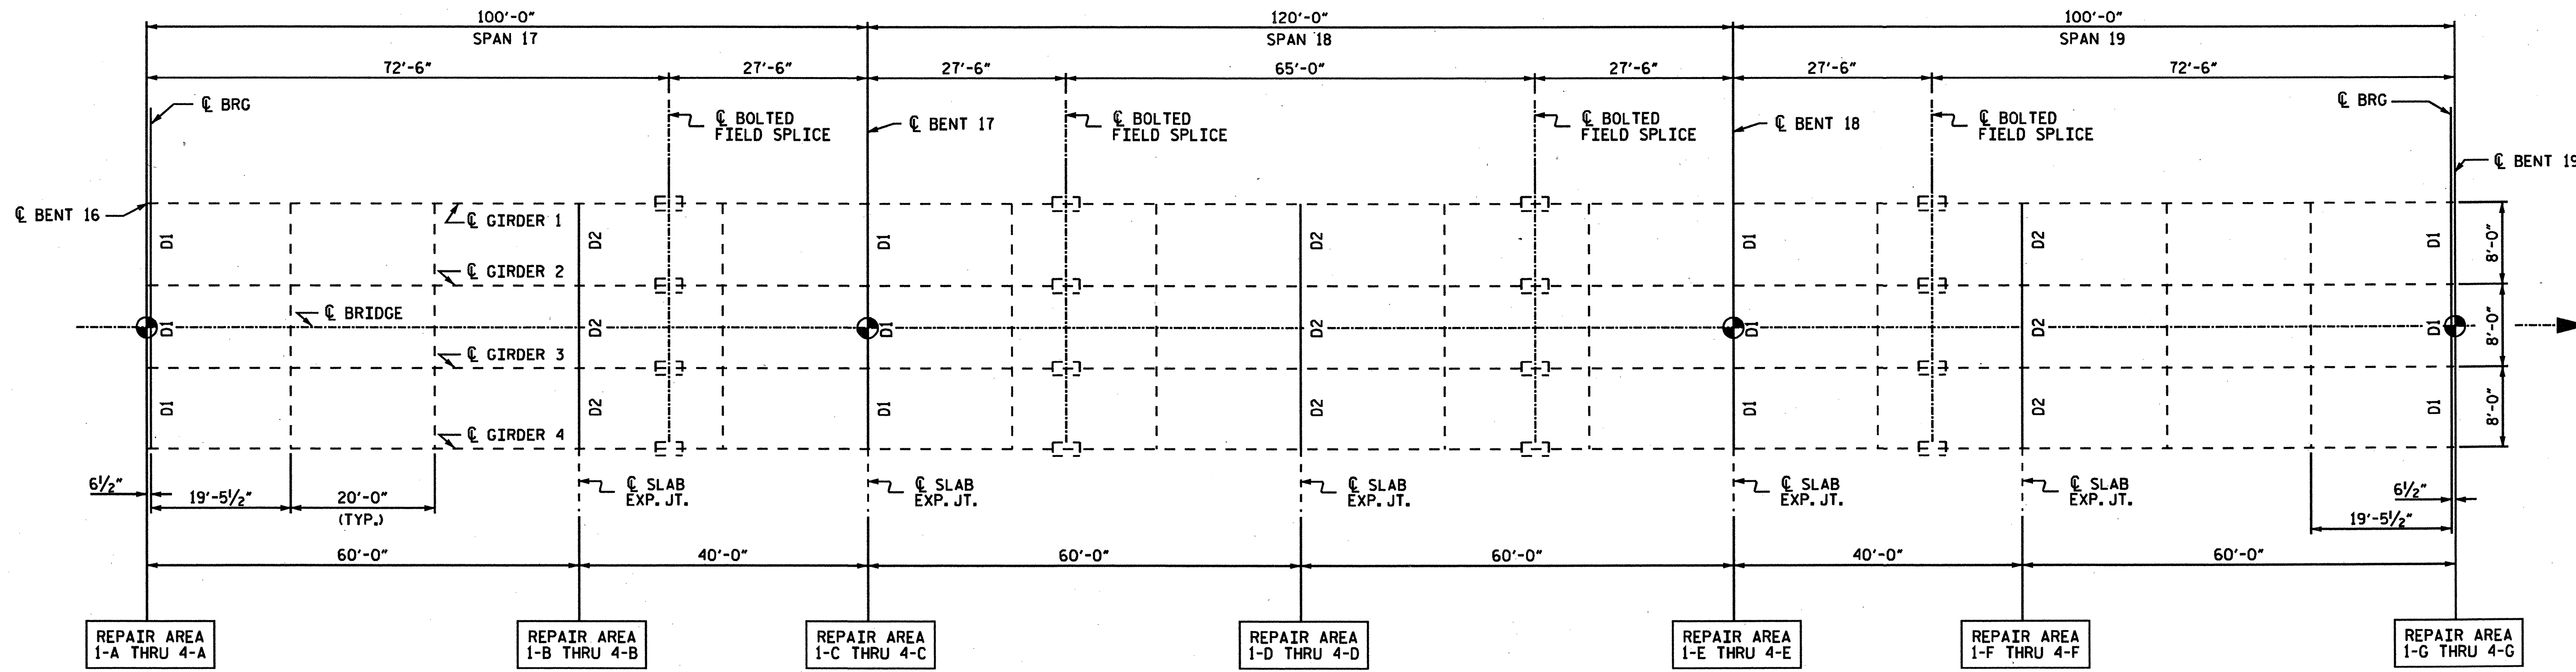 100'-0"
120'-0"
100'-0"
SPAN 17
SPAN 18
SPAN 19
72'-6"
27'-6"
27'-6"
65'-0"
27'-6"
27'-6"
72'-6"
℄ BRG
℄ BOLTED
FIELD SPLICE
℄ BENT 17
℄ BOLTED
FIELD SPLICE
℄ BOLTED
FIELD SPLICE
℄ BENT 18
℄ BOLTED
FIELD SPLICE
℄ BRG
℄ BENT 19
℄ BENT 16
℄ GIRDER 1
D1
D2
D1
D2
D1
D2
D1
8'-0"
℄ GIRDER 2
℄ BRIDGE
D1
D2
D1
D2
D1
D2
D1
8'-0"
℄ GIRDER 3
D1
D2
D1
D2
D1
D2
D1
8'-0"
℄ GIRDER 4
6½"
19'-5½"
20'-0"
(TYP.)
℄ SLAB
EXP. JT.
℄ SLAB
EXP. JT.
℄ SLAB
EXP. JT.
℄ SLAB
EXP. JT.
℄ SLAB
EXP. JT.
6½"
19'-5½"
60'-0"
40'-0"
60'-0"
60'-0"
40'-0"
60'-0"
REPAIR AREA
1-A THRU 4-A
REPAIR AREA
1-B THRU 4-B
REPAIR AREA
1-C THRU 4-C
REPAIR AREA
1-D THRU 4-D
REPAIR AREA
1-E THRU 4-E
REPAIR AREA
1-F THRU 4-F
REPAIR AREA
1-G THRU 4-G